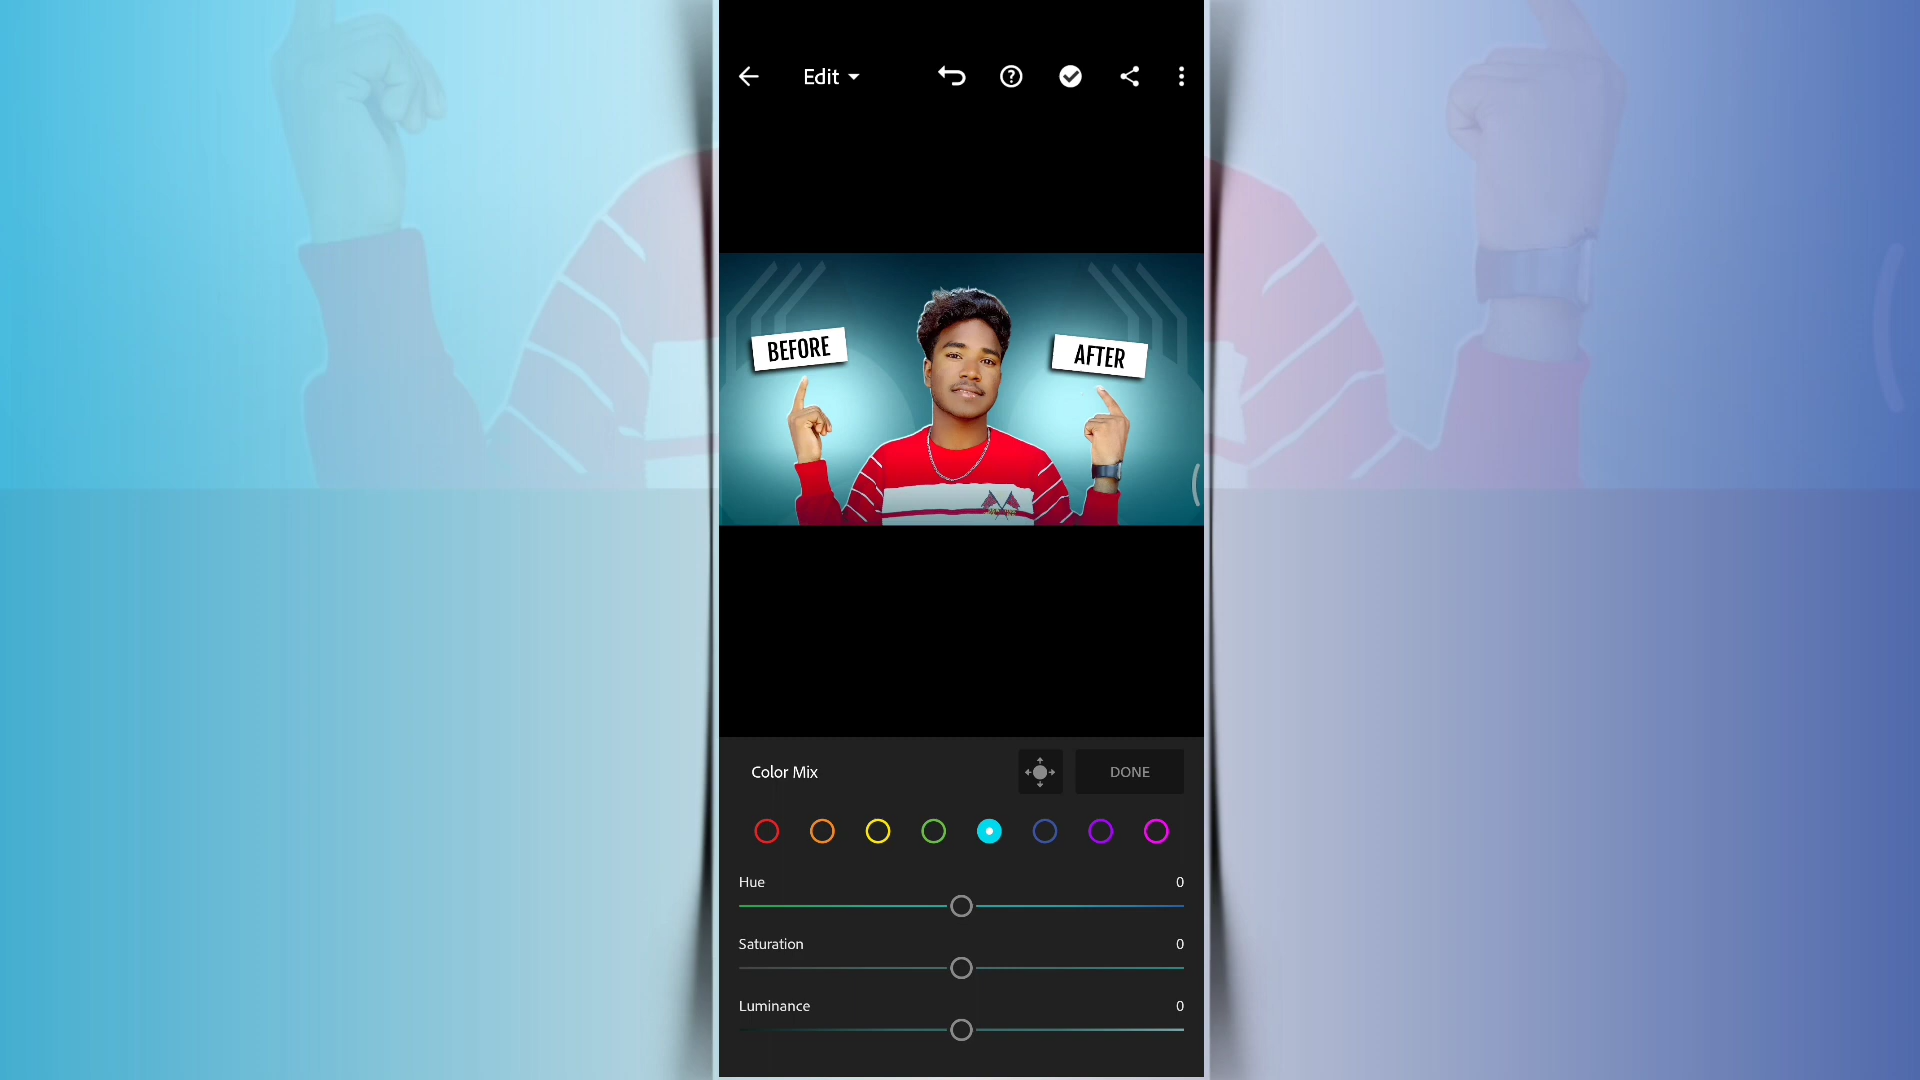 Edit
BEFORE
AFTER
Color Mix
DONE
Hue 0
Saturation 0
Luminance 0